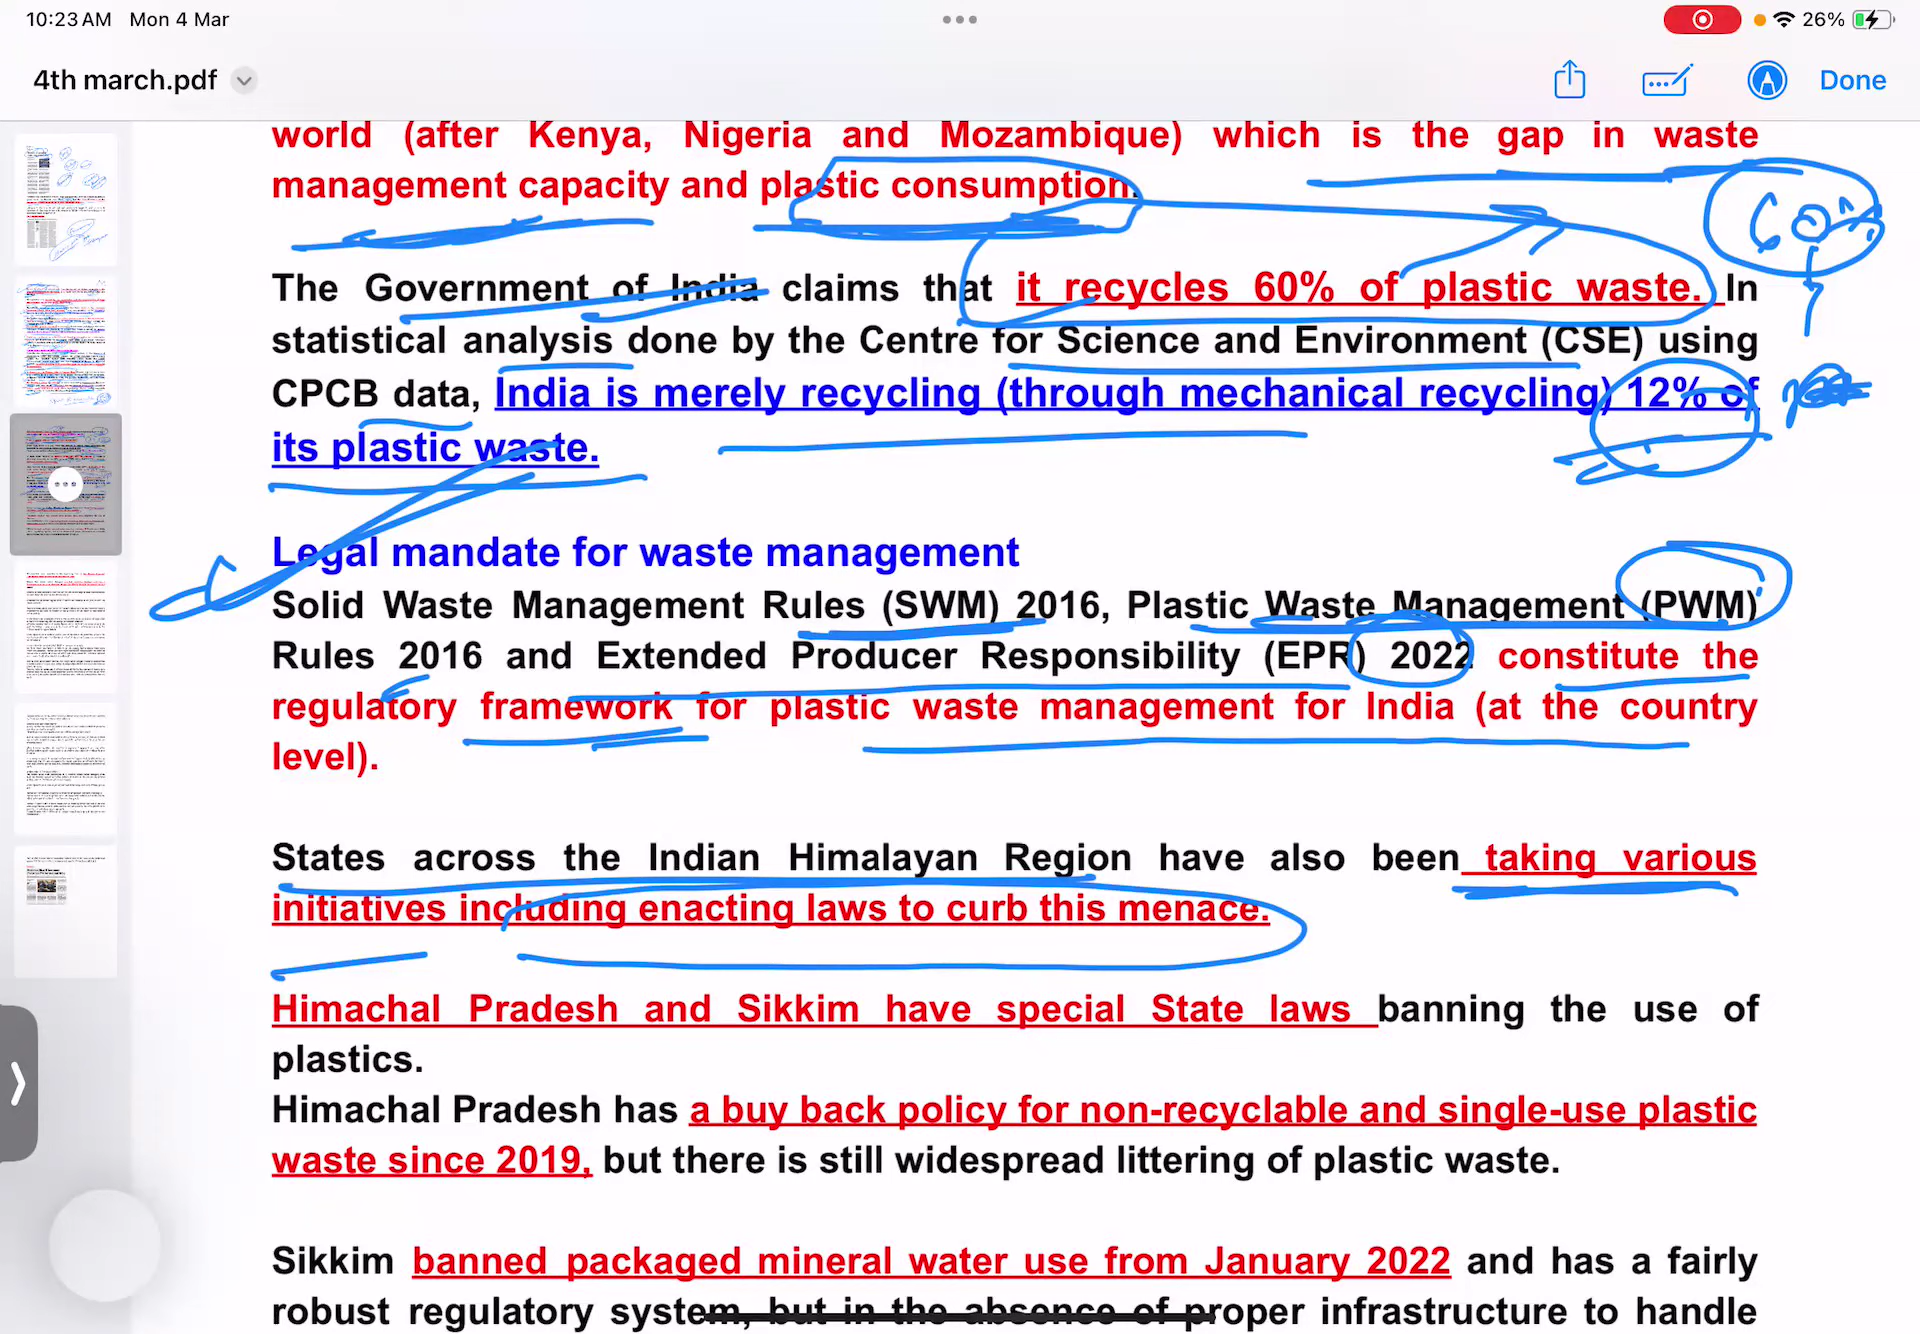 10:23 AM Mon 4 Mar
26%
4th march.pdf
Done
world (after Kenya, Nigeria and Mozambique) which is the gap in waste
management capacity and plastic consumption.
60%
The Government of India claims that it recycles 60% of plastic waste. In
statistical analysis done by the Centre for Science and Environment (CSE) using
CPCB data, India is merely recycling (through mechanical recycling) 12% of
its plastic waste.
Legal mandate for waste management
Solid Waste Management Rules (SWM) 2016, Plastic Waste Management (PWM)
Rules 2016 and Extended Producer Responsibility (EPR) 2022 constitute the
regulatory framework for plastic waste management for India (at the country
level).
States across the Indian Himalayan Region have also been taking various
initiatives including enacting laws to curb this menace.
Himachal Pradesh and Sikkim have special State laws banning the use of
plastics.
Himachal Pradesh has a buy back policy for non-recyclable and single-use plastic
waste since 2019, but there is still widespread littering of plastic waste.
Sikkim banned packaged mineral water use from January 2022 and has a fairly
robust regulatory system, but in the absence of proper infrastructure to handle